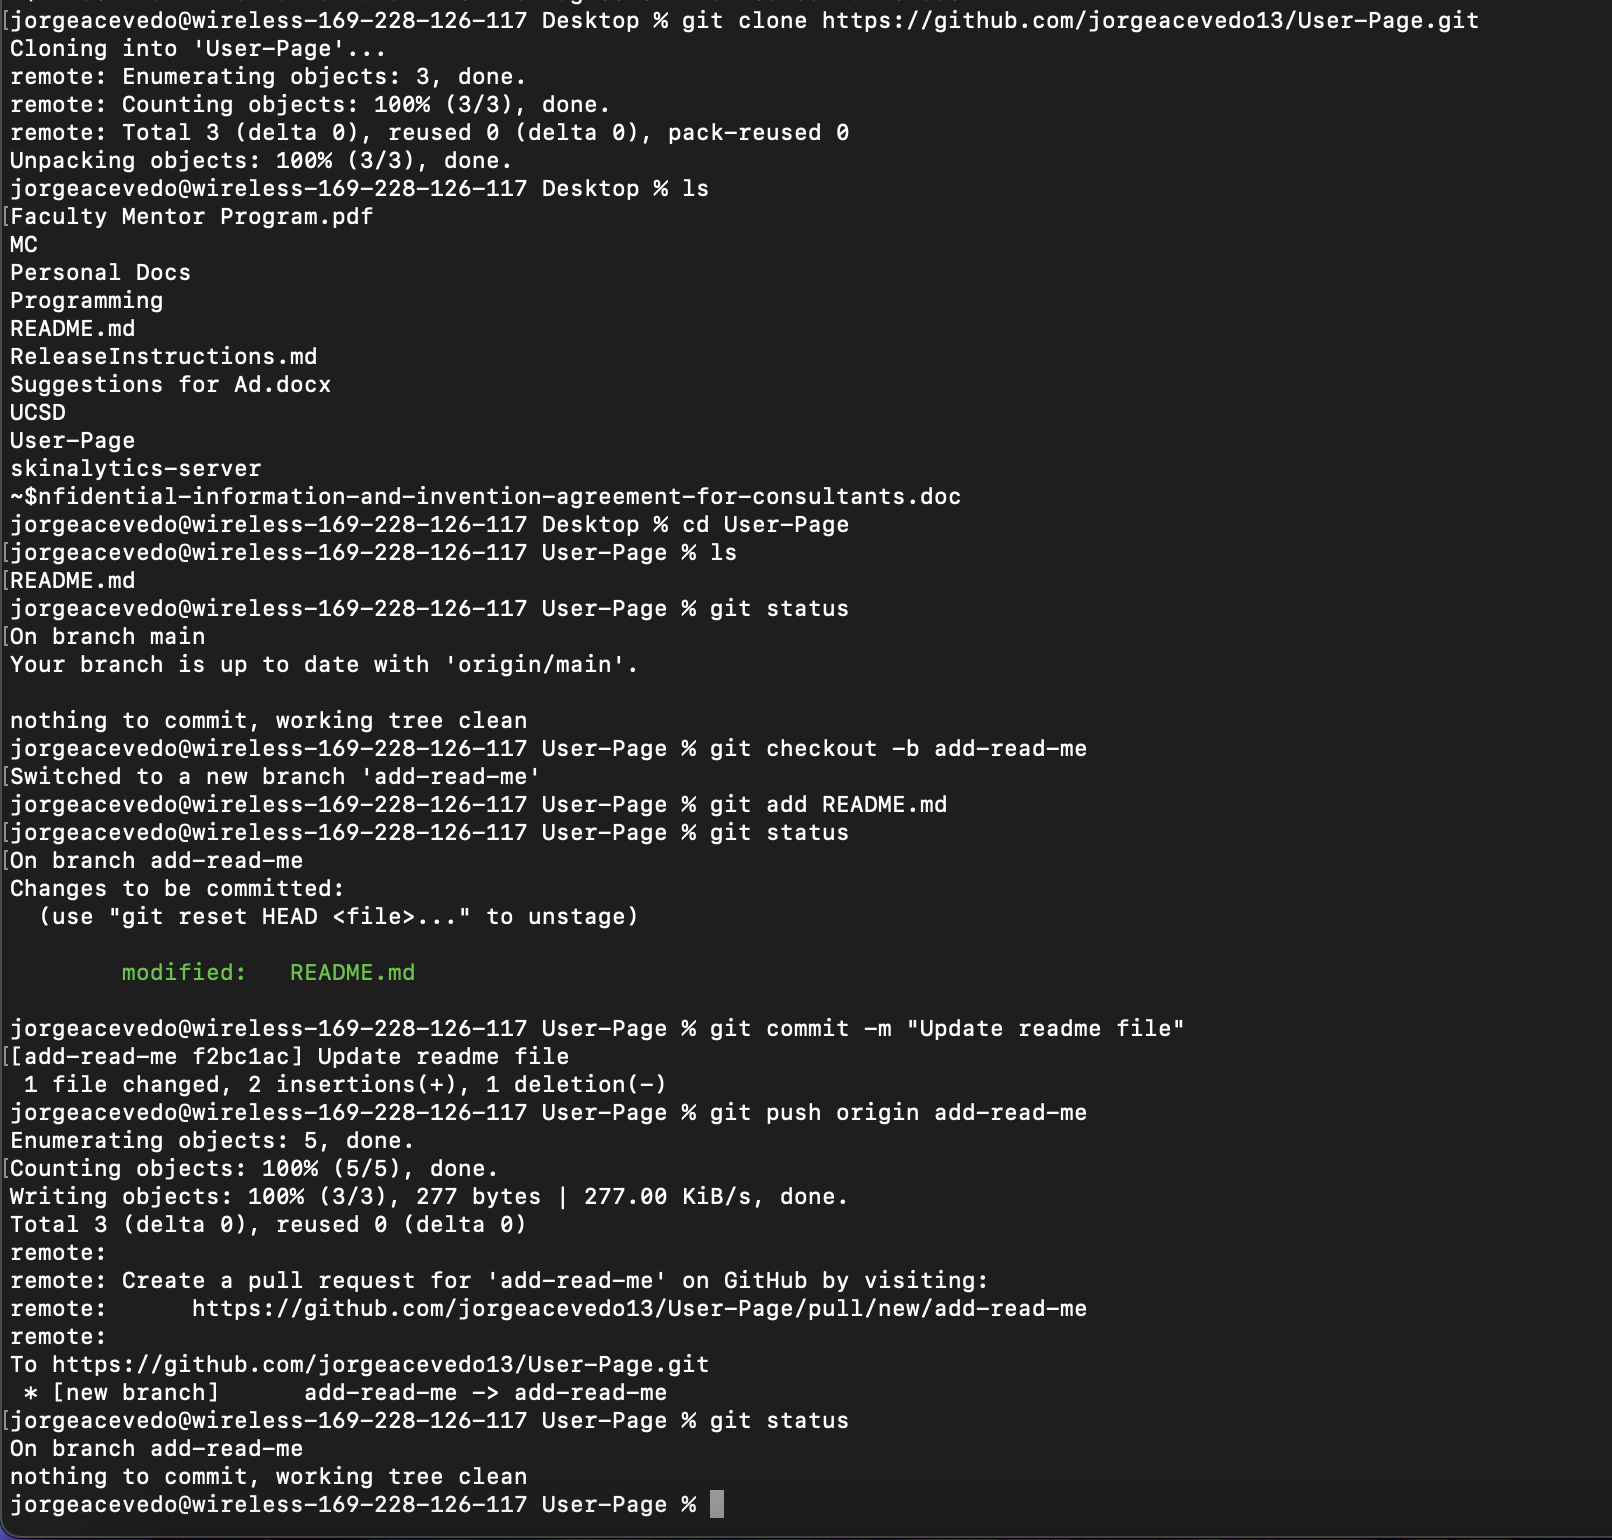 [jorgeacevedo@wireless-169-228-126-117 Desktop % git clone https://github.com/jorgeacevedo13/User-Page.git
Cloning into 'User-Page'...
remote: Enumerating objects: 3, done.
remote: Counting objects: 100% (3/3), done.
remote: Total 3 (delta 0), reused 0 (delta 0), pack-reused 0
Unpacking objects: 100% (3/3), done.
jorgeacevedo@wireless-169-228-126-117 Desktop % ls
[Faculty Mentor Program.pdf
MC
Personal Docs
Programming
README.md
ReleaseInstructions.md
Suggestions for Ad.docx
UCSD
User-Page
skinalytics-server
~$nfidential-information-and-invention-agreement-for-consultants.doc
jorgeacevedo@wireless-169-228-126-117 Desktop % cd User-Page
[jorgeacevedo@wireless-169-228-126-117 User-Page % ls
[README.md
jorgeacevedo@wireless-169-228-126-117 User-Page % git status
[On branch main
Your branch is up to date with 'origin/main'.

nothing to commit, working tree clean
jorgeacevedo@wireless-169-228-126-117 User-Page % git checkout -b add-read-me
[Switched to a new branch 'add-read-me'
jorgeacevedo@wireless-169-228-126-117 User-Page % git add README.md
[jorgeacevedo@wireless-169-228-126-117 User-Page % git status
[On branch add-read-me
Changes to be committed:
  (use "git reset HEAD <file>..." to unstage)

        modified:   README.md

jorgeacevedo@wireless-169-228-126-117 User-Page % git commit -m "Update readme file"
[[add-read-me f2bc1ac] Update readme file
 1 file changed, 2 insertions(+), 1 deletion(-)
jorgeacevedo@wireless-169-228-126-117 User-Page % git push origin add-read-me
Enumerating objects: 5, done.
[Counting objects: 100% (5/5), done.
Writing objects: 100% (3/3), 277 bytes | 277.00 KiB/s, done.
Total 3 (delta 0), reused 0 (delta 0)
remote:
remote: Create a pull request for 'add-read-me' on GitHub by visiting:
remote:      https://github.com/jorgeacevedo13/User-Page/pull/new/add-read-me
remote:
To https://github.com/jorgeacevedo13/User-Page.git
 * [new branch]      add-read-me -> add-read-me
[jorgeacevedo@wireless-169-228-126-117 User-Page % git status
On branch add-read-me
nothing to commit, working tree clean
jorgeacevedo@wireless-169-228-126-117 User-Page %